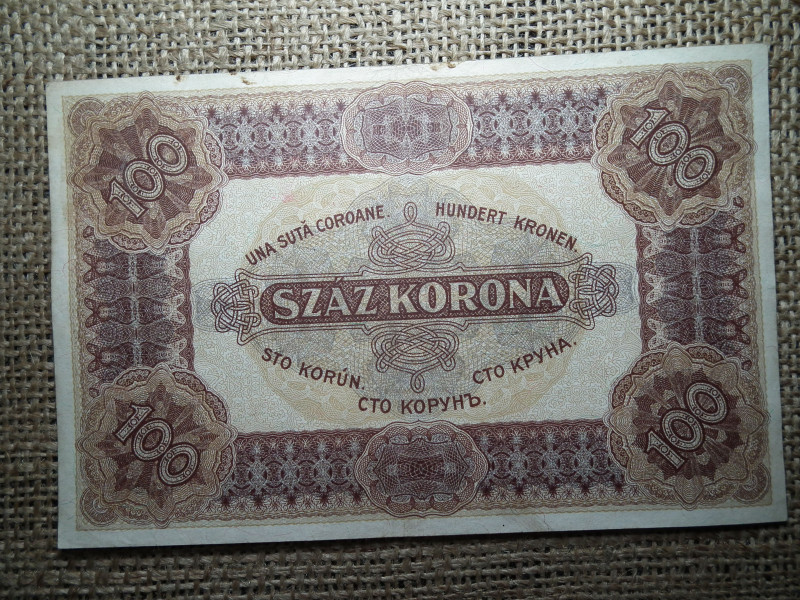 100
100
UNA SUTĂ COROANE.
HUNDERT KRONEN.
SZÁZ KORONA
STO KORÚN.
СТО КРУНА.
СТО КОРУНЪ.
100
100